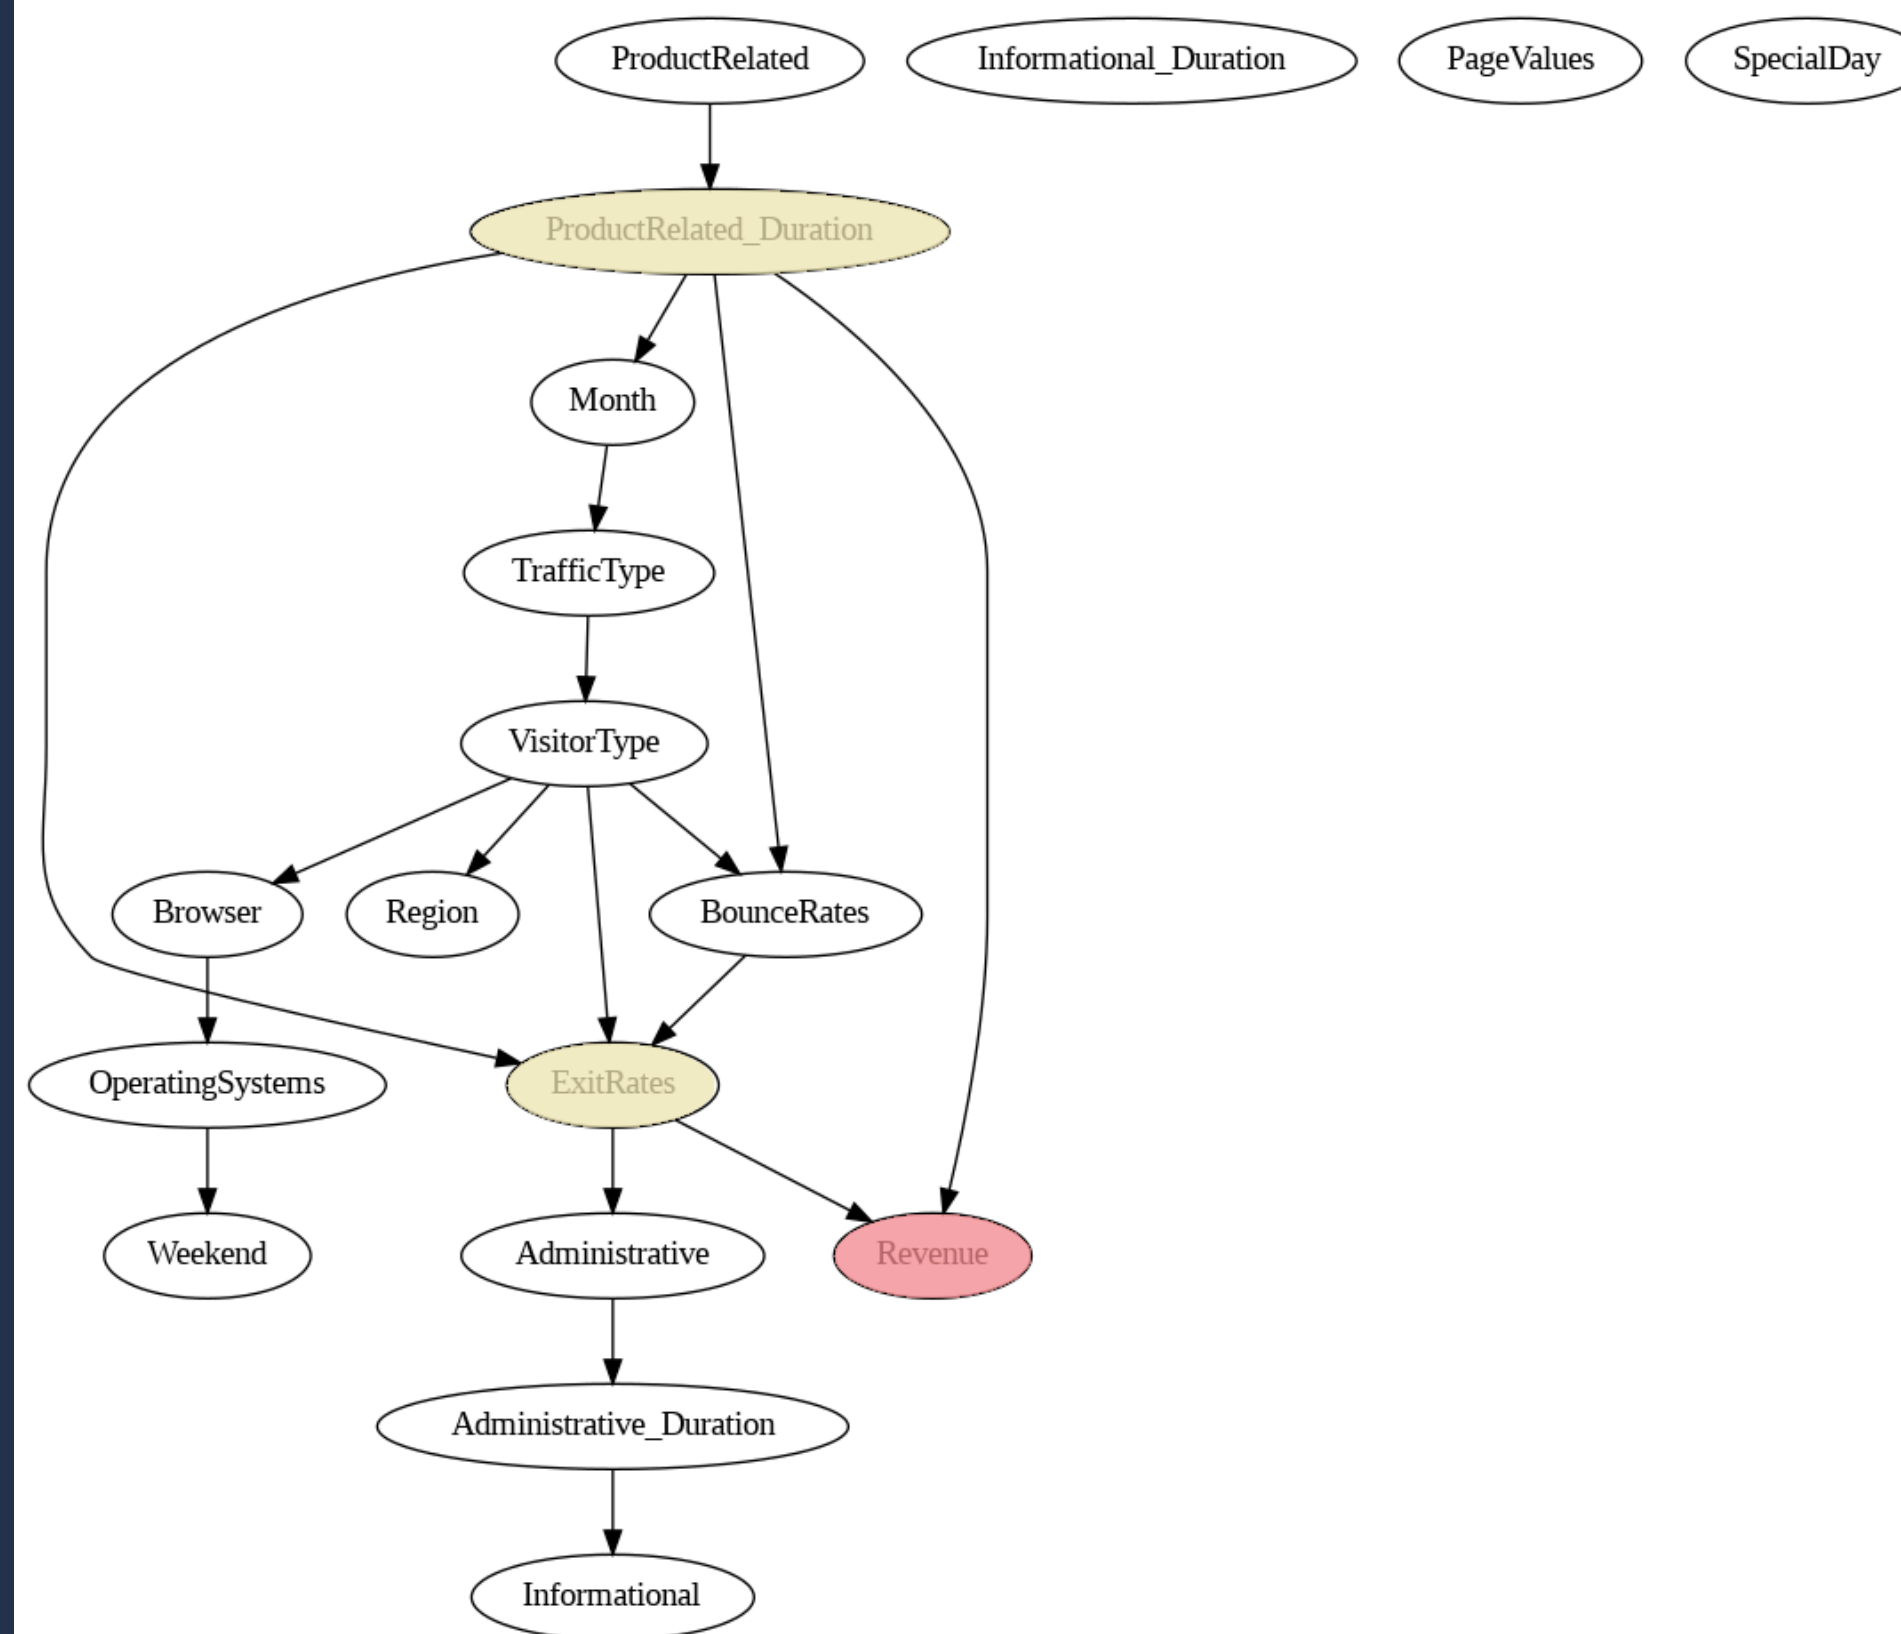 ProductRelated
Informational_Duration
PageValues
SpecialDay
ProductRelated_Duration
Month
TrafficType
VisitorType
Browser
Region
BounceRates
OperatingSystems
ExitRates
Weekend
Administrative
Revenue
Administrative_Duration
Informational